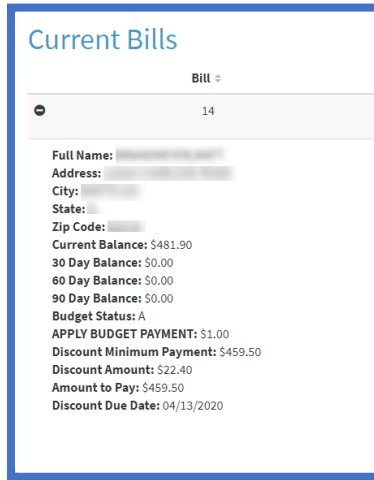 Current Bills
Bill
14
Full Name:
Address:
City:
State:
Zip Code:
Current Balance: $481.90
30 Day Balance: $0.00
60 Day Balance: $0.00
90 Day Balance: $0.00
Budget Status: A
APPLY BUDGET PAYMENT: $1.00
Discount Minimum Payment: $459.50
Discount Amount: $22.40
Amount to Pay: $459.50
Discount Due Date: 04/13/2020